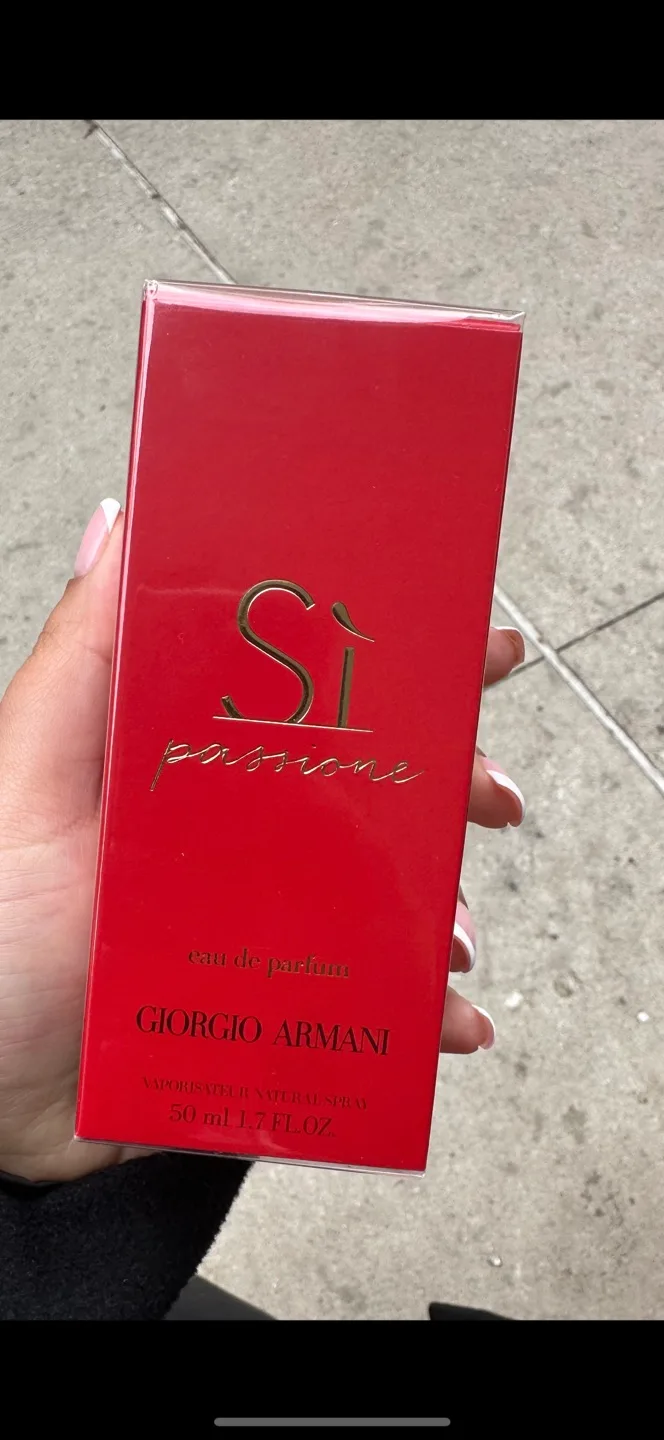 Sì
passione
eau de parfum
GIORGIO ARMANI
VAPORISATEUR NATURAL SPRAY
50 ml 1.7 FL.OZ.